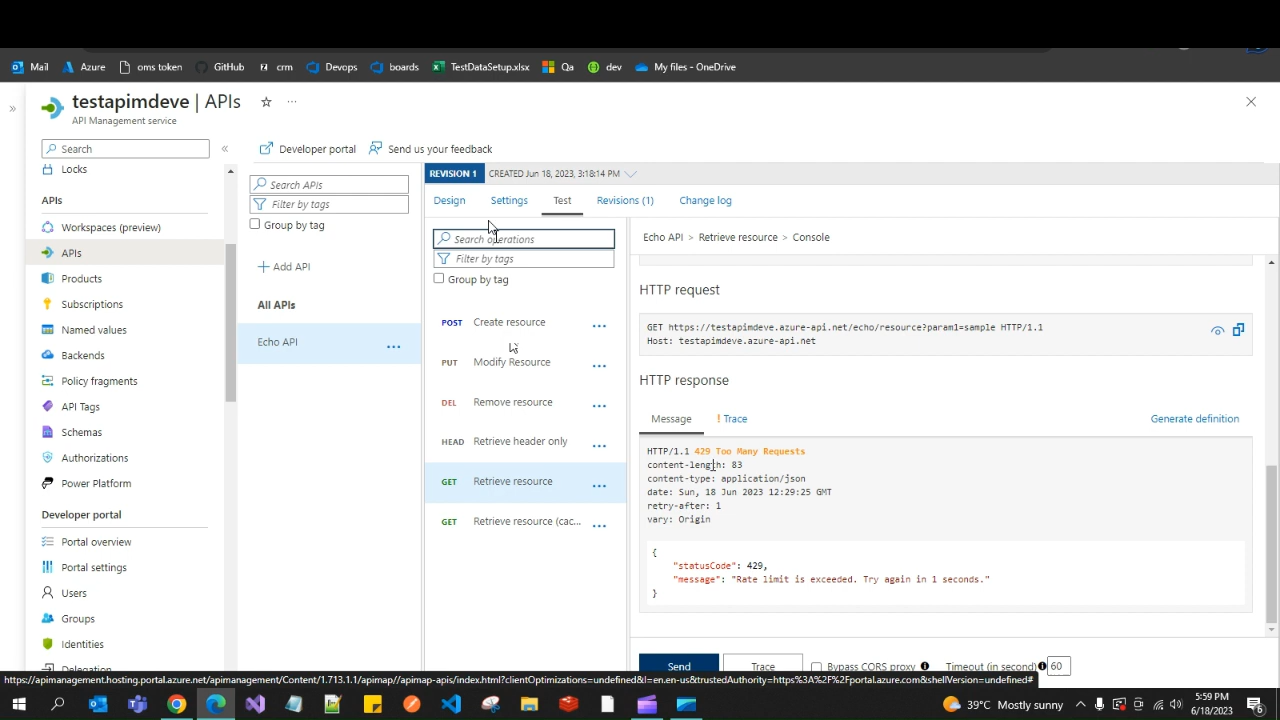 Mail
Azure
oms token
GitHub
crm
Devops
boards
TestDataSetup.xlsx
Qa
dev
My files - OneDrive
testapimdeve | APIs
API Management service
Search
Developer portal
Send us your feedback
Locks
APIs
Workspaces (preview)
APIs
Products
Subscriptions
Named values
Backends
Policy fragments
API Tags
Schemas
Authorizations
Power Platform
Developer portal
Portal overview
Portal settings
Users
Groups
Identities
Delegation
Search APIs
Filter by tags
Group by tag
Add API
All APIs
Echo API
REVISION 1 CREATED Jun 18, 2023, 3:18:14 PM
Design Settings Test Revisions (1) Change log
Search operations
Filter by tags
Group by tag
POST Create resource
PUT Modify Resource
DEL Remove resource
HEAD Retrieve header only
GET Retrieve resource
GET Retrieve resource (cac...
Echo API > Retrieve resource > Console
HTTP request
GET https://testapimdeve.azure-api.net/echo/resource?param1=sample HTTP/1.1
Host: testapimdeve.azure-api.net
HTTP response
Message ! Trace Generate definition
HTTP/1.1 429 Too Many Requests
content-length: 83
content-type: application/json
date: Sun, 18 Jun 2023 12:29:25 GMT
retry-after: 1
vary: Origin
{
"statusCode": 429,
"message": "Rate limit is exceeded. Try again in 1 seconds."
}
Send Trace Bypass CORS proxy Timeout (in second) 60
https://apimanagement.hosting.portal.azure.net/apimanagement/Content/1.713.1.1/apimap/apimap-apis/index.html?clientOptimizations=undefined&l=en.en-us&trustedAuthority=https%3A%2F%2Fportal.azure.com&shellVersion=undefined#
39°C Mostly sunny
5:59 PM
6/18/2023
6